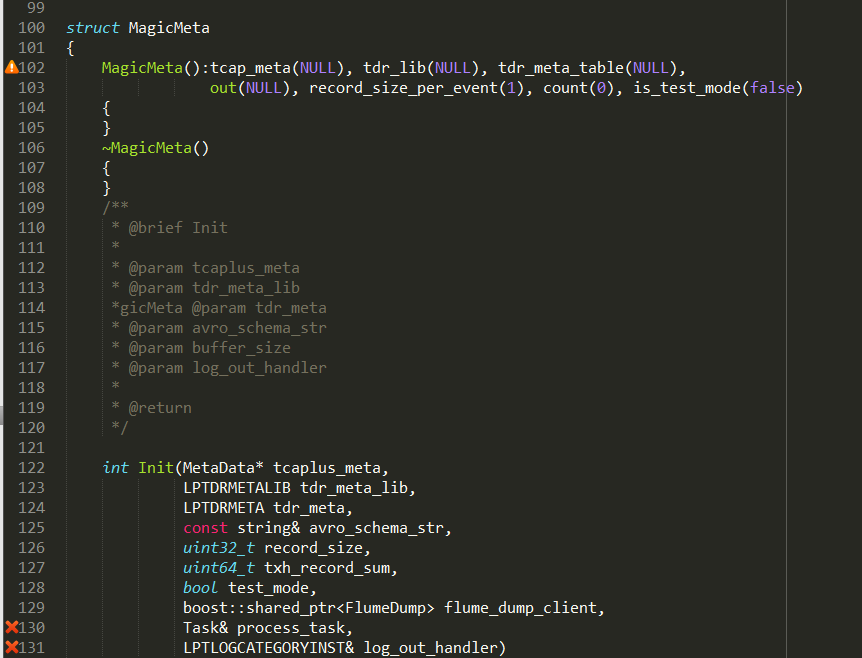 99
100 struct MagicMeta
101 {
102     MagicMeta():tcap_meta(NULL), tdr_lib(NULL), tdr_meta_table(NULL),
103                 out(NULL), record_size_per_event(1), count(0), is_test_mode(false)
104     {
105     }
106     ~MagicMeta()
107     {
108     }
109     /**
110      * @brief Init
111      *
112      * @param tcaplus_meta
113      * @param tdr_meta_lib
114      *gicMeta @param tdr_meta
115      * @param avro_schema_str
116      * @param buffer_size
117      * @param log_out_handler
118      *
119      * @return
120      */
121
122     int Init(MetaData* tcaplus_meta,
123              LPTDRMETALIB tdr_meta_lib,
124              LPTDRMETA tdr_meta,
125              const string& avro_schema_str,
126              uint32_t record_size,
127              uint64_t txh_record_sum,
128              bool test_mode,
129              boost::shared_ptr<FlumeDump> flume_dump_client,
130              Task& process_task,
131              LPTLOGCATEGORYINST& log_out_handler)